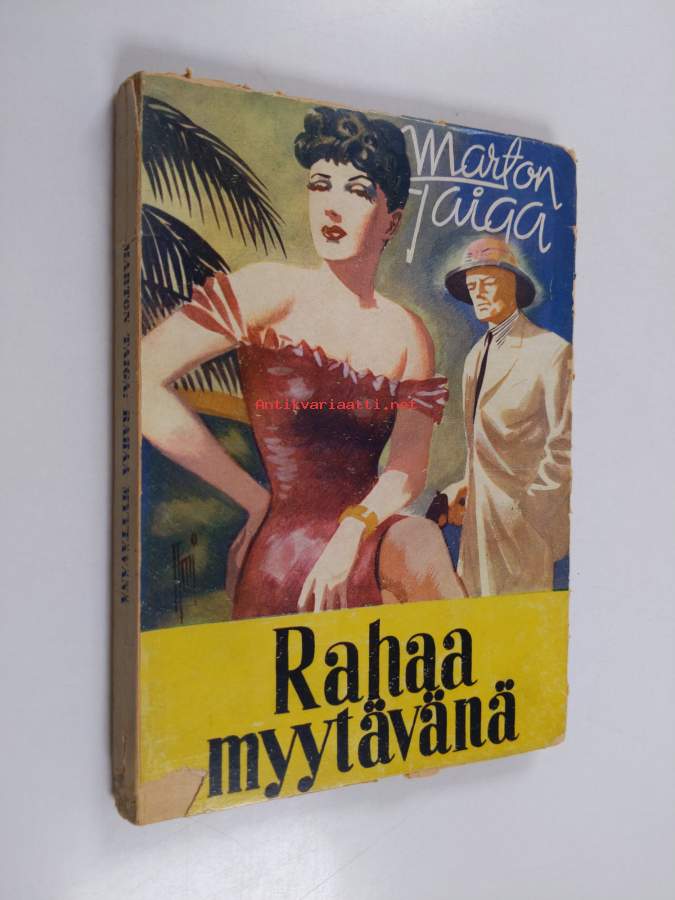 Marton
Taiga
Antikvariaatti.net
Rahaa
myytävänä
MARTON TAIGA: RAHAA MYYTÄVÄNÄ